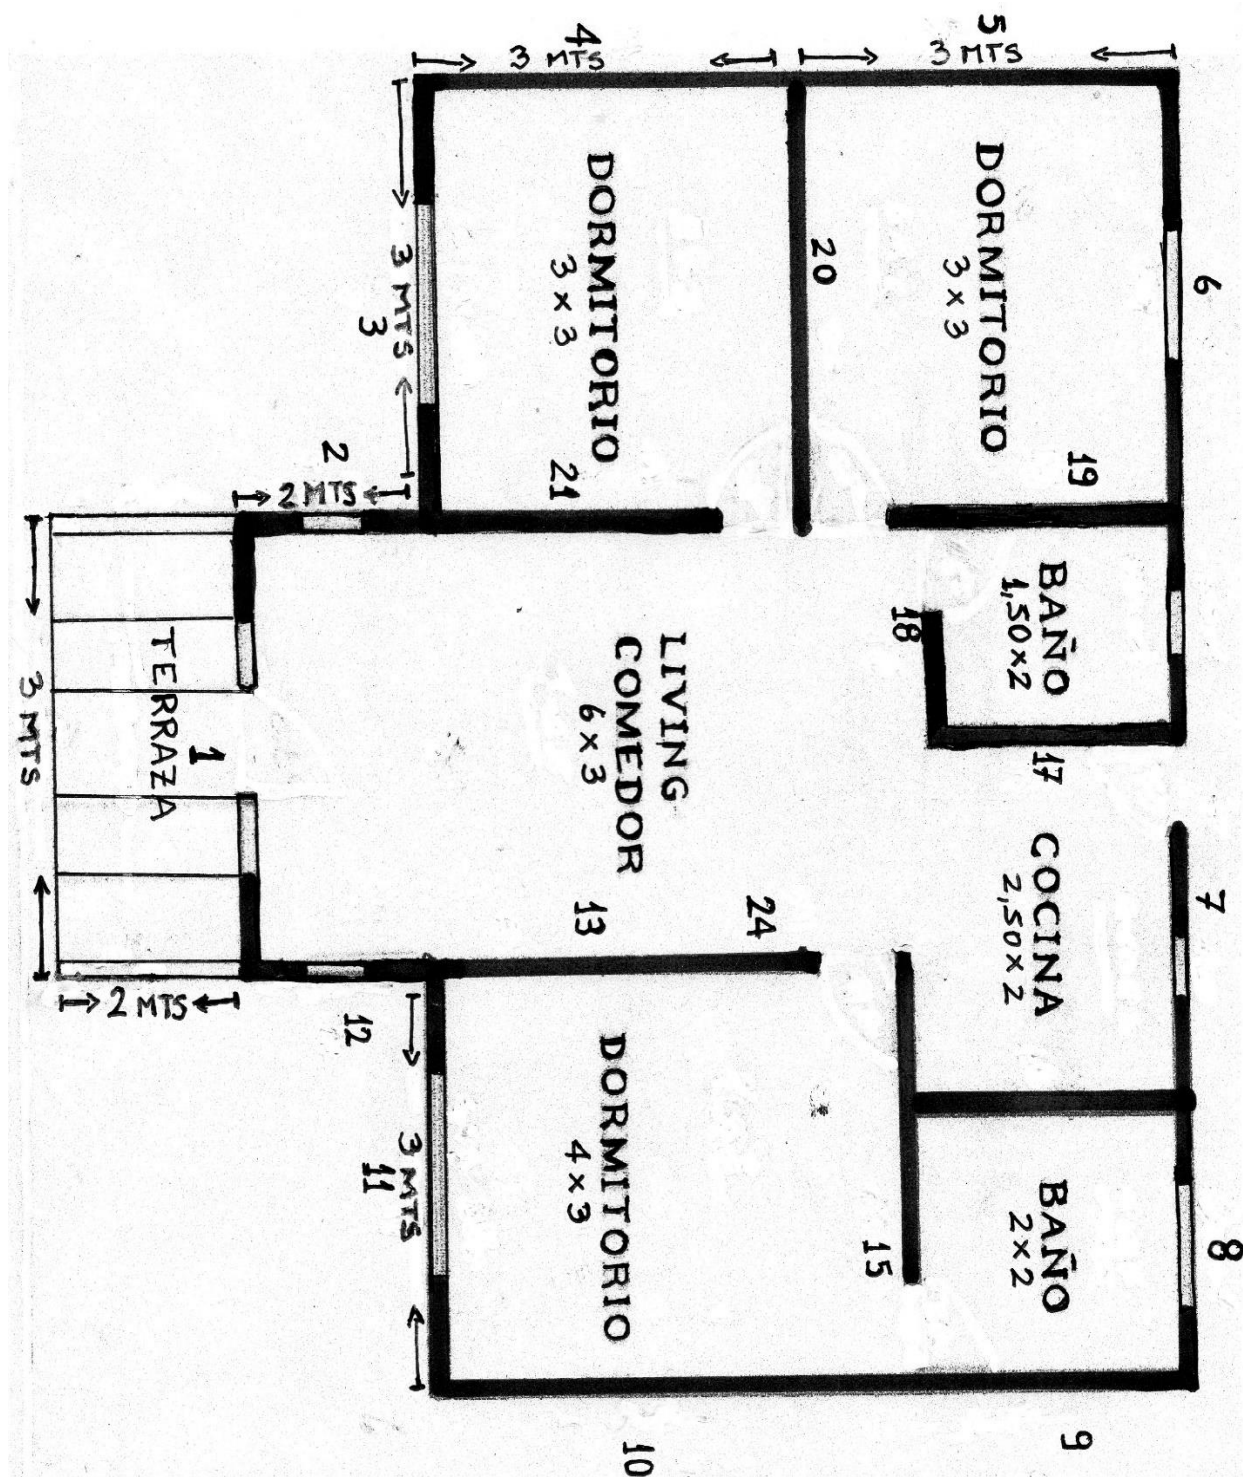 4
3 MTS
5
3 MTS
DORMITORIO
3 x 3
DORMITORIO
3 x 3
20
6
3 MTS
3
21
19
2
2 MTS
BAÑO
1,50 x 2
18
17
LIVING
COMEDOR
6 x 3
TERRAZA
1
3 MTS
COCINA
2,50 x 2
7
13
24
2 MTS
12
3 MTS
11
DORMITORIO
4 x 3
15
BAÑO
2 x 2
8
10
9